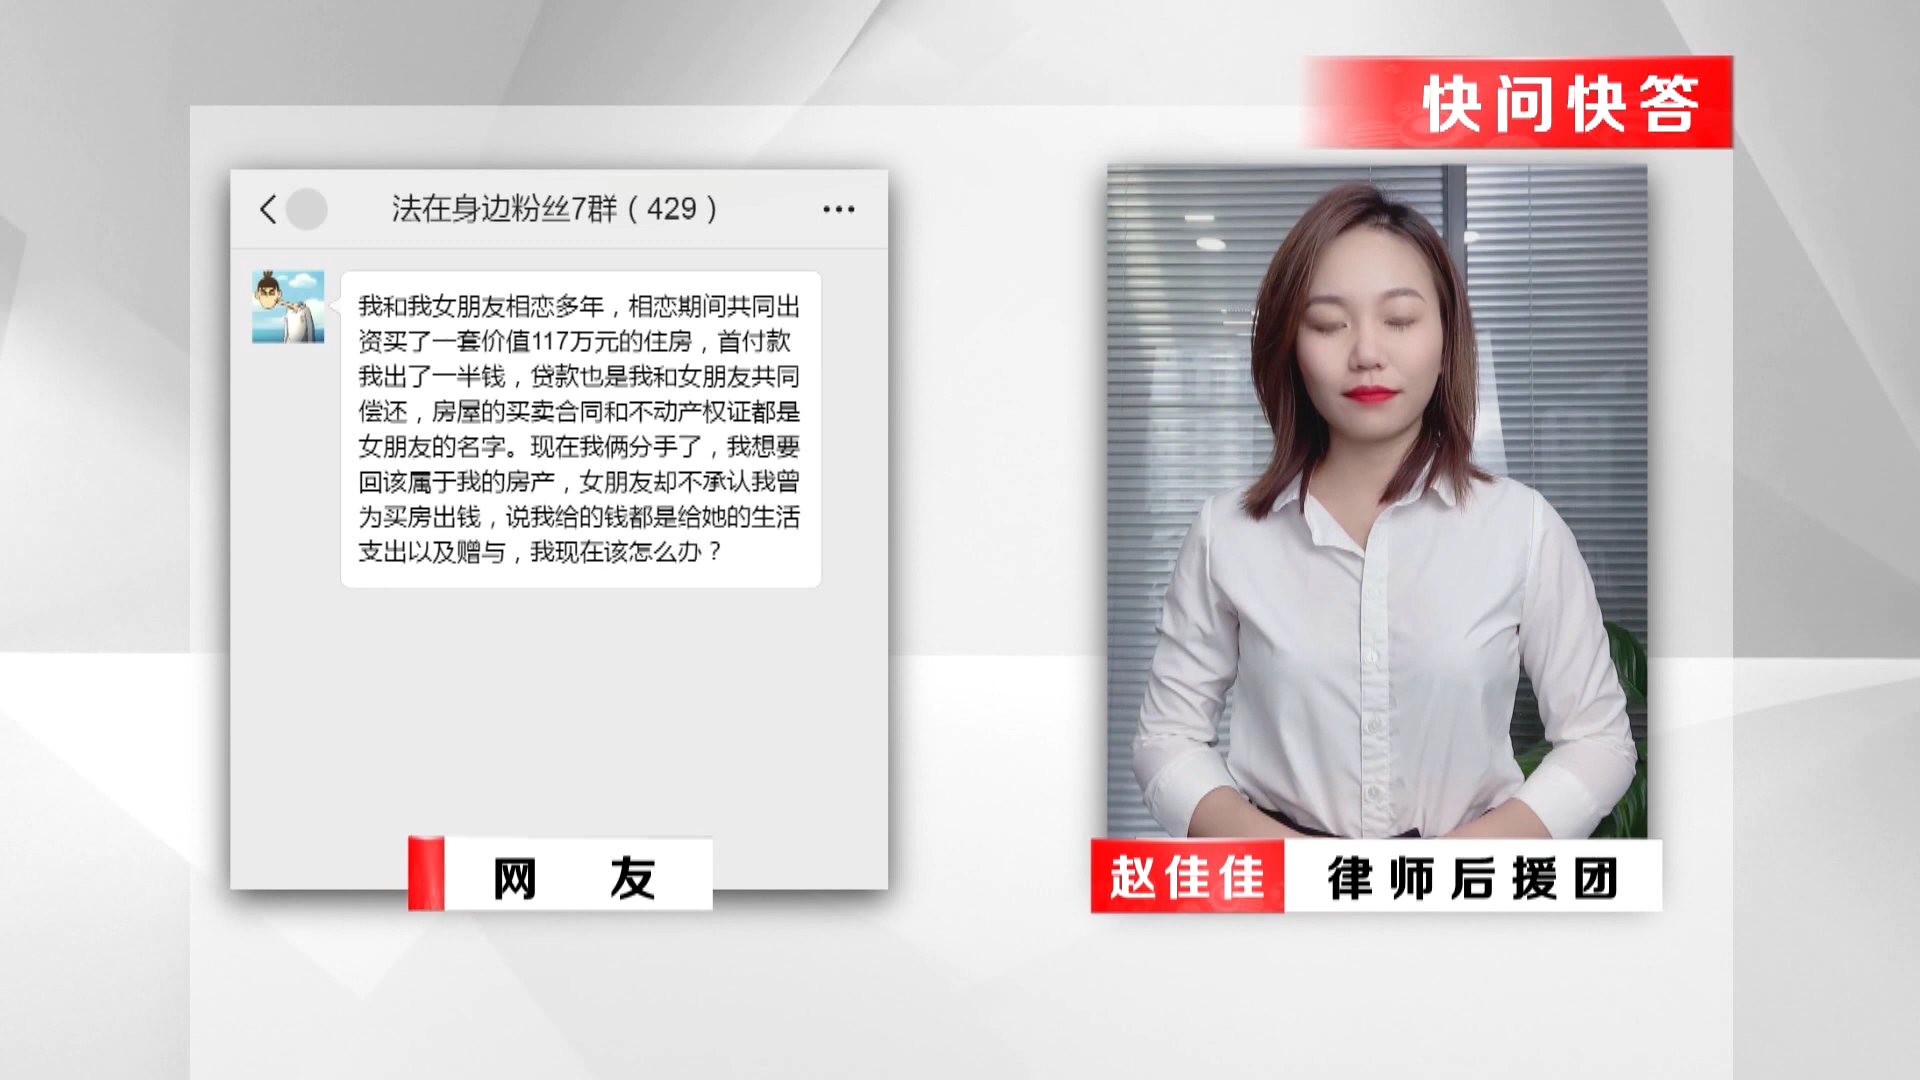 快问快答
法在身边粉丝7群（429）
我和我女朋友相恋多年，相恋期间共同出
资买了一套价值117万元的住房，首付款
我出了一半钱，贷款也是我和女朋友共同
偿还，房屋的买卖合同和不动产权证都是
女朋友的名字。现在我俩分手了，我想要
回该属于我的房产，女朋友却不承认我曾
为买房出钱，说我给的钱都是给她的生活
支出以及赠与，我现在该怎么办？
网 友
赵佳佳 律师后援团